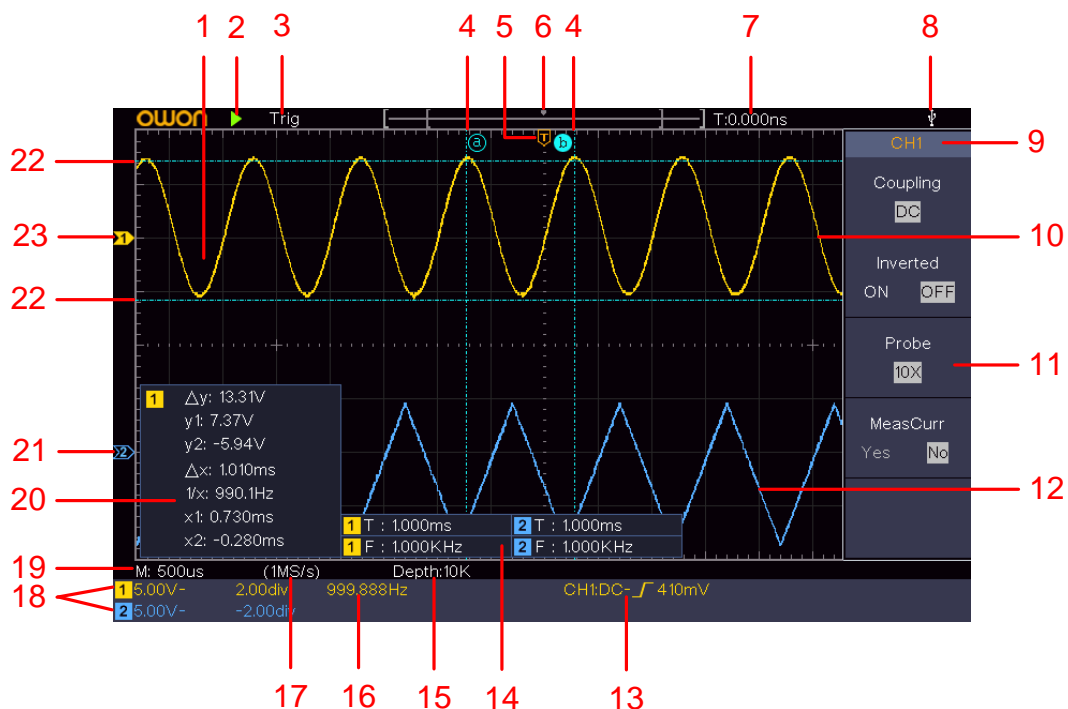 1 2 3 4 5 6 4 7 8
owon Trig T T:0.000ns
a b
CH1 9
22
Coupling
DC
23 1 10
Inverted
ON OFF
22
Probe
10X 11
1 △y: 13.31V
y1: 7.37V
y2: -5.94V
MeasCurr
Yes No
21 2
△x: 1.010ms
20 1/x: 990.1Hz 12
x1: 0.730ms
x2: -0.280ms
1 T : 1.000ms 2 T : 1.000ms
1 F : 1.000KHz 2 F : 1.000KHz
19 M: 500us (1MS/s) Depth:10K
18 1 5.00V- 2.00div 999.888Hz CH1:DC- 410mV
2 5.00V- -2.00div
17 16 15 14 13